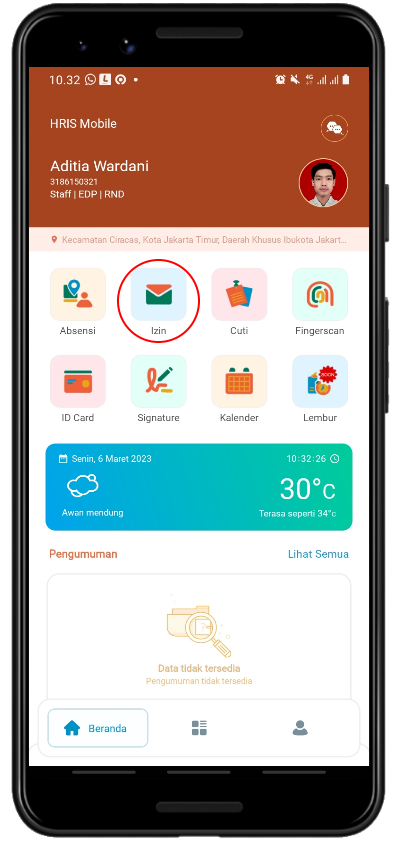 10.32
4G
HRIS Mobile
Aditia Wardani
3186150321
Staff | EDP | RND
Kecamatan Ciracas, Kota Jakarta Timur, Daerah Khusus Ibukota Jakart...
Absensi
Izin
Cuti
Fingerscan
SOON
ID Card
Signature
Kalender
Lembur
Senin, 6 Maret 2023
10:32:26
30°C
Awan mendung
Terasa seperti 34°c
Pengumuman
Lihat Semua
Data tidak tersedia
Pengumuman tidak tersedia
Beranda